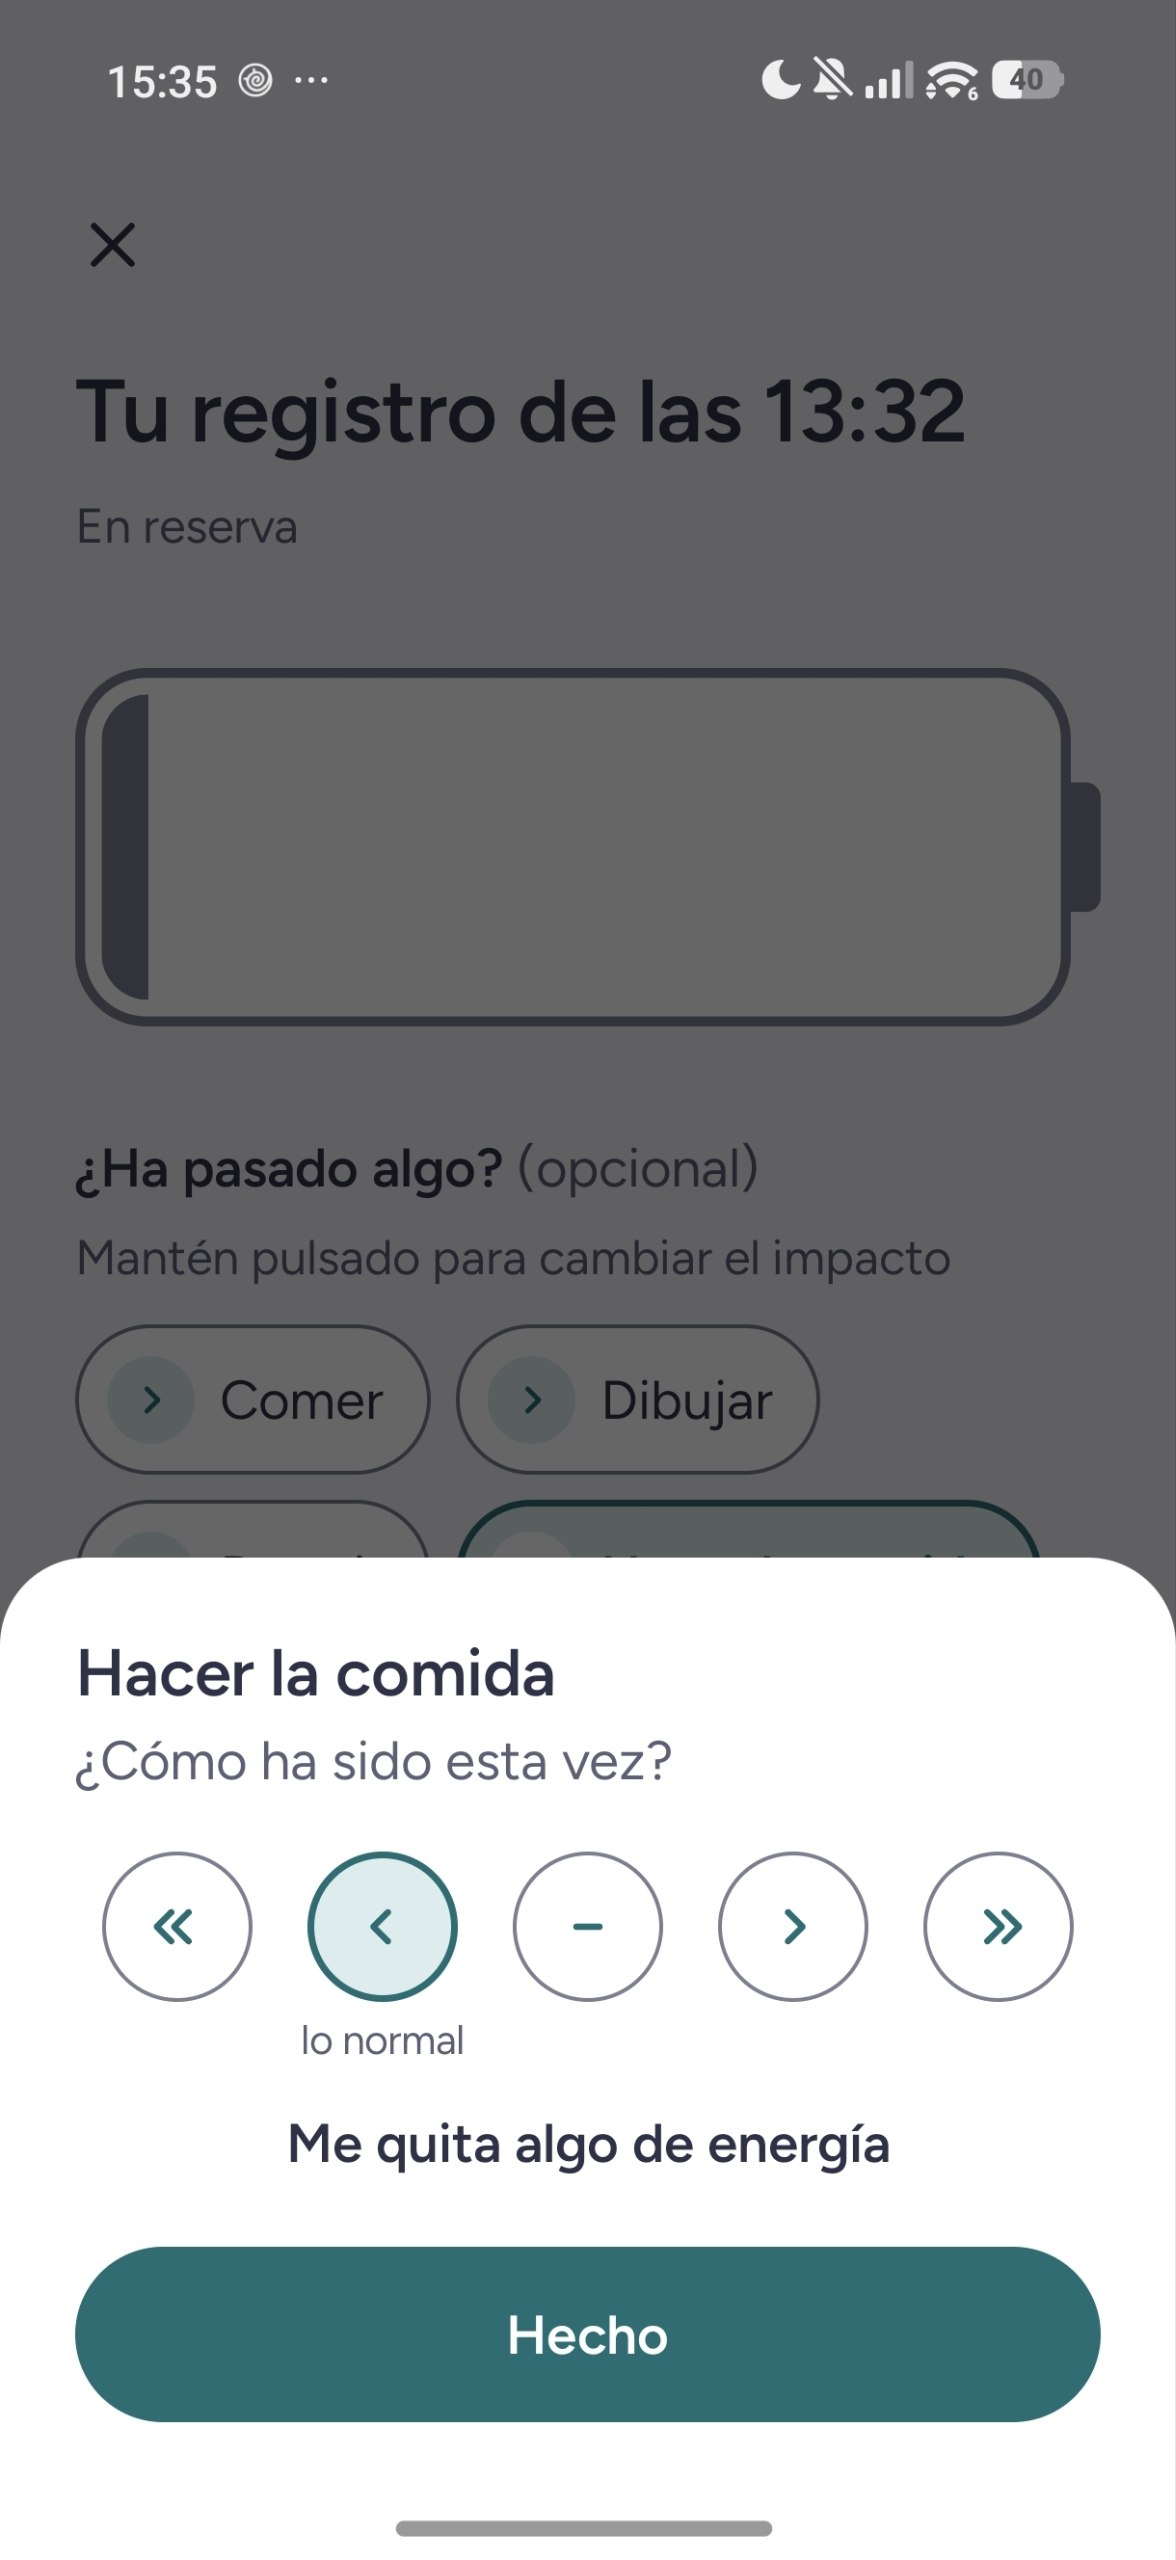 15:35
6
40
Tu registro de las 13:32
En reserva
¿Ha pasado algo? (opcional)
Mantén pulsado para cambiar el impacto
Comer
Dibujar
Hacer la comida
¿Cómo ha sido esta vez?
lo normal
Me quita algo de energía
Hecho